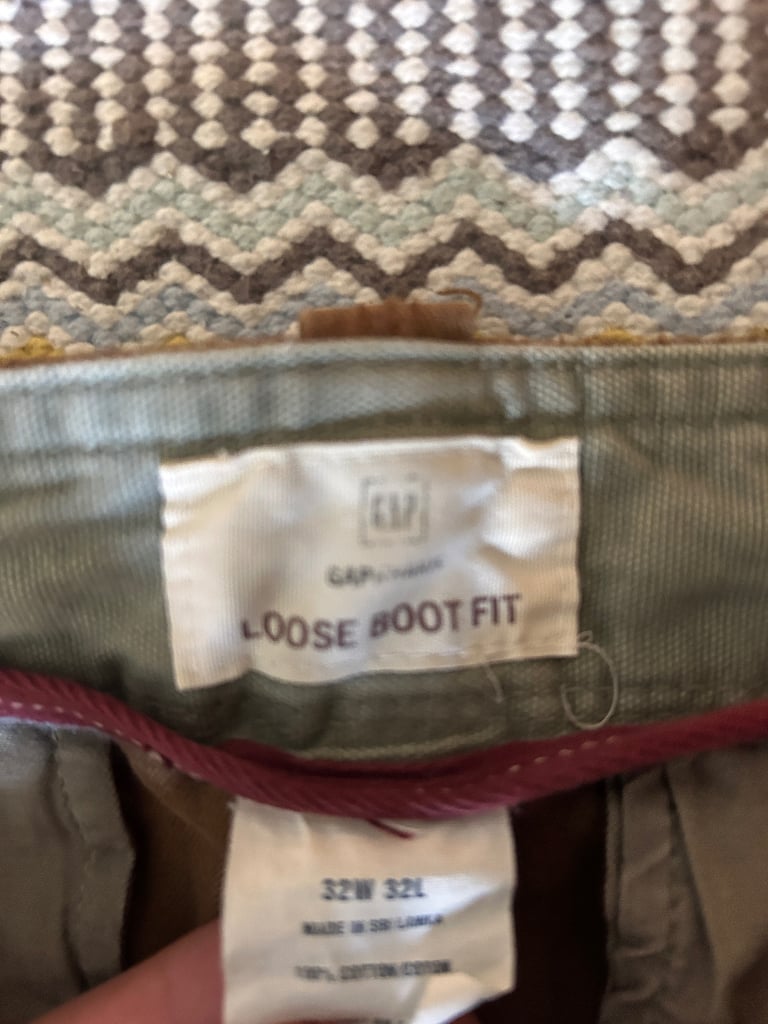 GAP
LOOSE BOOT FIT
32W 32L
MADE IN SRI LANKA
100% COTTON COTON